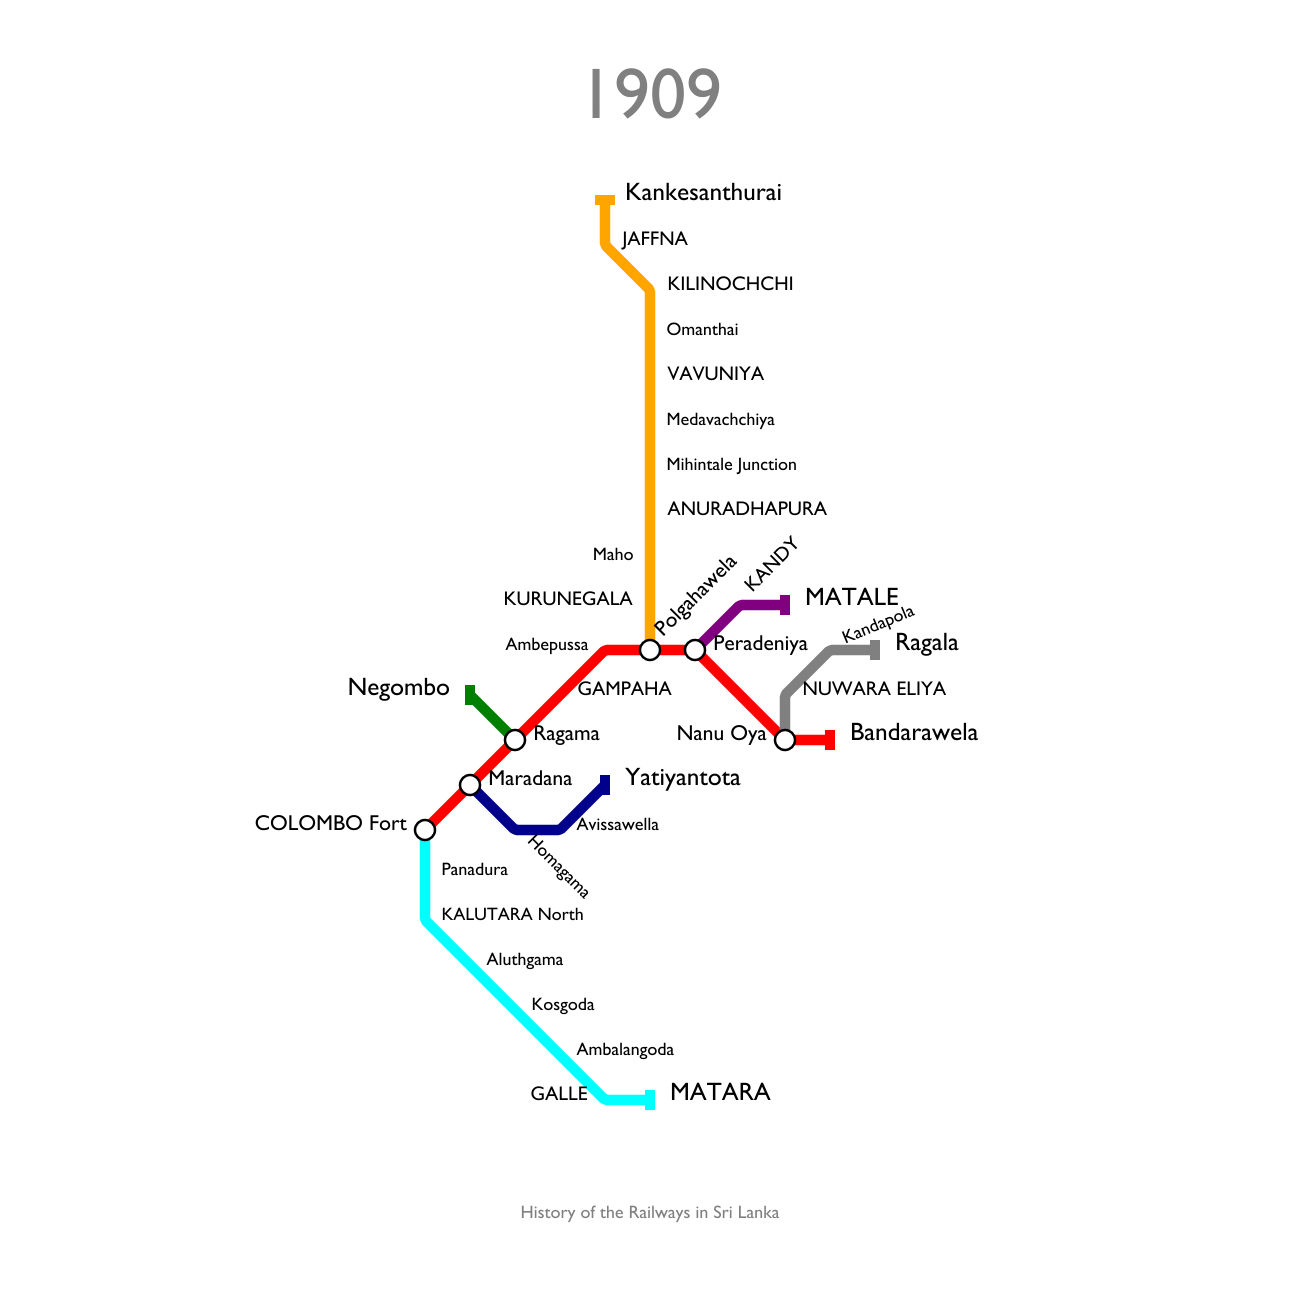 1909
Kankesanthurai
JAFFNA
KILINOCHCHI
Omanthai
VAVUNIYA
Medavachchiya
Mihintale Junction
ANURADHAPURA
Maho
KURUNEGALA
Polgahawela
KANDY
MATALE
Ambepussa
Peradeniya
Kandapola
Ragala
Negombo
GAMPAHA
NUWARA ELIYA
Ragama
Nanu Oya
Bandarawela
Maradana
Yatiyantota
COLOMBO Fort
Avissawella
Homagama
Panadura
KALUTARA North
Aluthgama
Kosgoda
Ambalangoda
GALLE
MATARA
History of the Railways in Sri Lanka